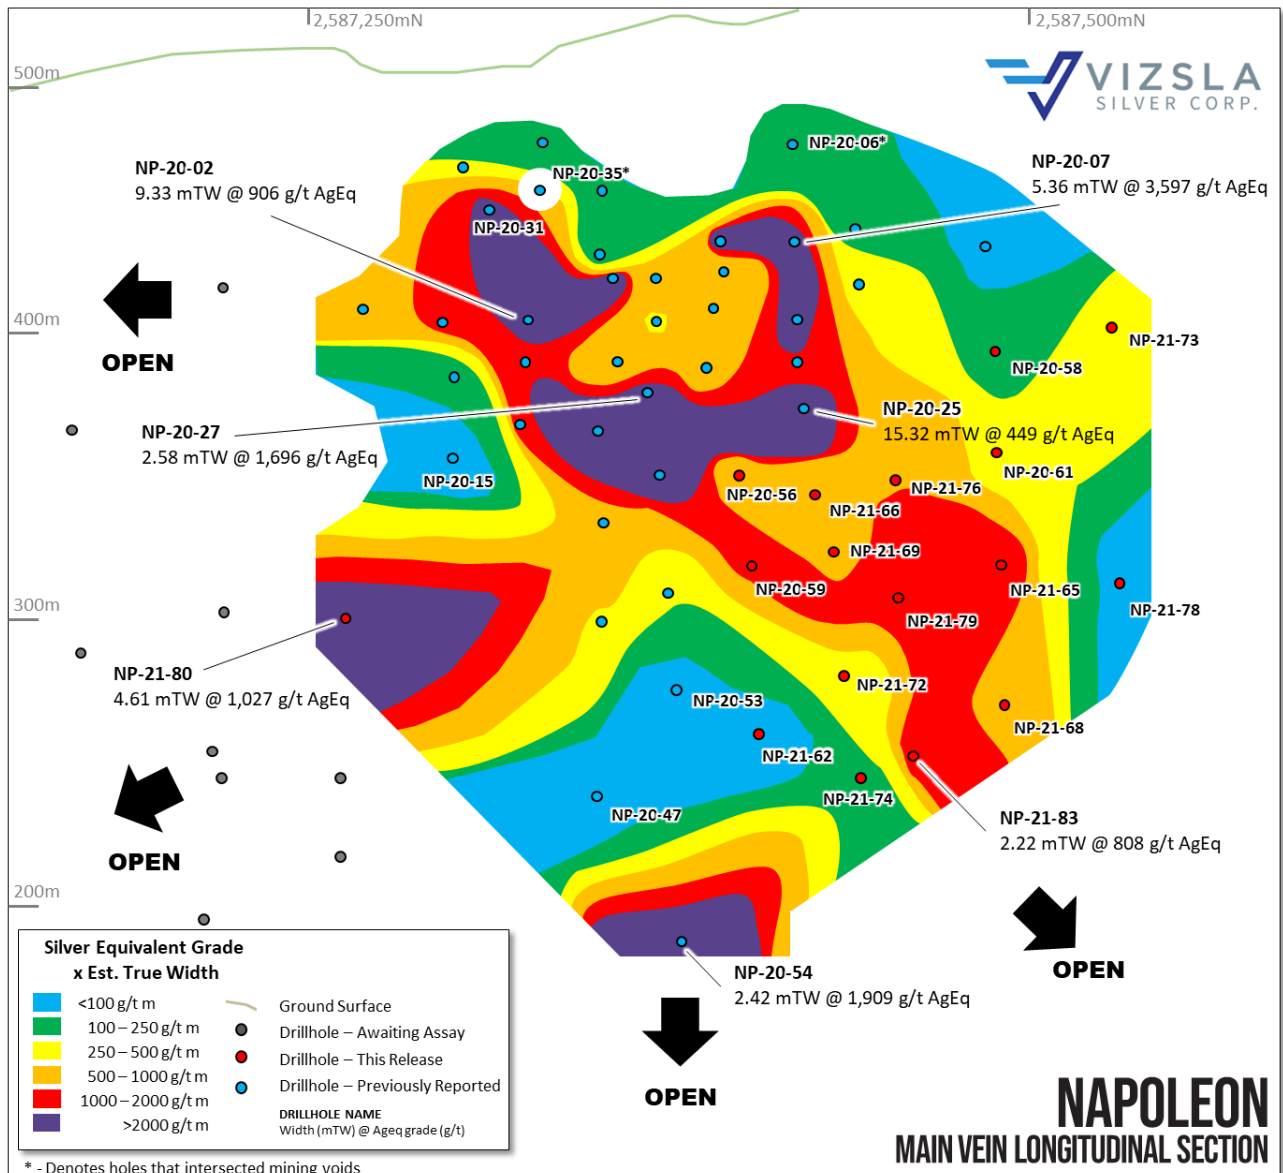 2,587,250mN
2,587,500mN
500m
VIZSLA
SILVER CORP.
NP-20-06*
NP-20-02
9.33 mTW @ 906 g/t AgEq
NP-20-35*
NP-20-07
5.36 mTW @ 3,597 g/t AgEq
NP-20-31
400m
OPEN
NP-21-73
NP-20-58
NP-20-25
15.32 mTW @ 449 g/t AgEq
NP-20-27
2.58 mTW @ 1,696 g/t AgEq
NP-20-61
NP-20-15
NP-20-56
NP-21-76
NP-21-66
NP-21-69
NP-20-59
NP-21-65
300m
NP-21-78
NP-21-79
NP-21-80
4.61 mTW @ 1,027 g/t AgEq
NP-21-72
NP-20-53
NP-21-68
NP-21-62
NP-21-74
NP-20-47
NP-21-83
2.22 mTW @ 808 g/t AgEq
OPEN
200m
OPEN
NP-20-54
2.42 mTW @ 1,909 g/t AgEq
OPEN
Silver Equivalent Grade
x Est. True Width
<100 g/t m
100 – 250 g/t m
250 – 500 g/t m
500 – 1000 g/t m
1000 – 2000 g/t m
>2000 g/t m
Ground Surface
Drillhole – Awaiting Assay
Drillhole – This Release
Drillhole – Previously Reported
DRILLHOLE NAME
Width (mTW) @ Ageq grade (g/t)
NAPOLEON
MAIN VEIN LONGITUDINAL SECTION
* - Denotes holes that intersected mining voids